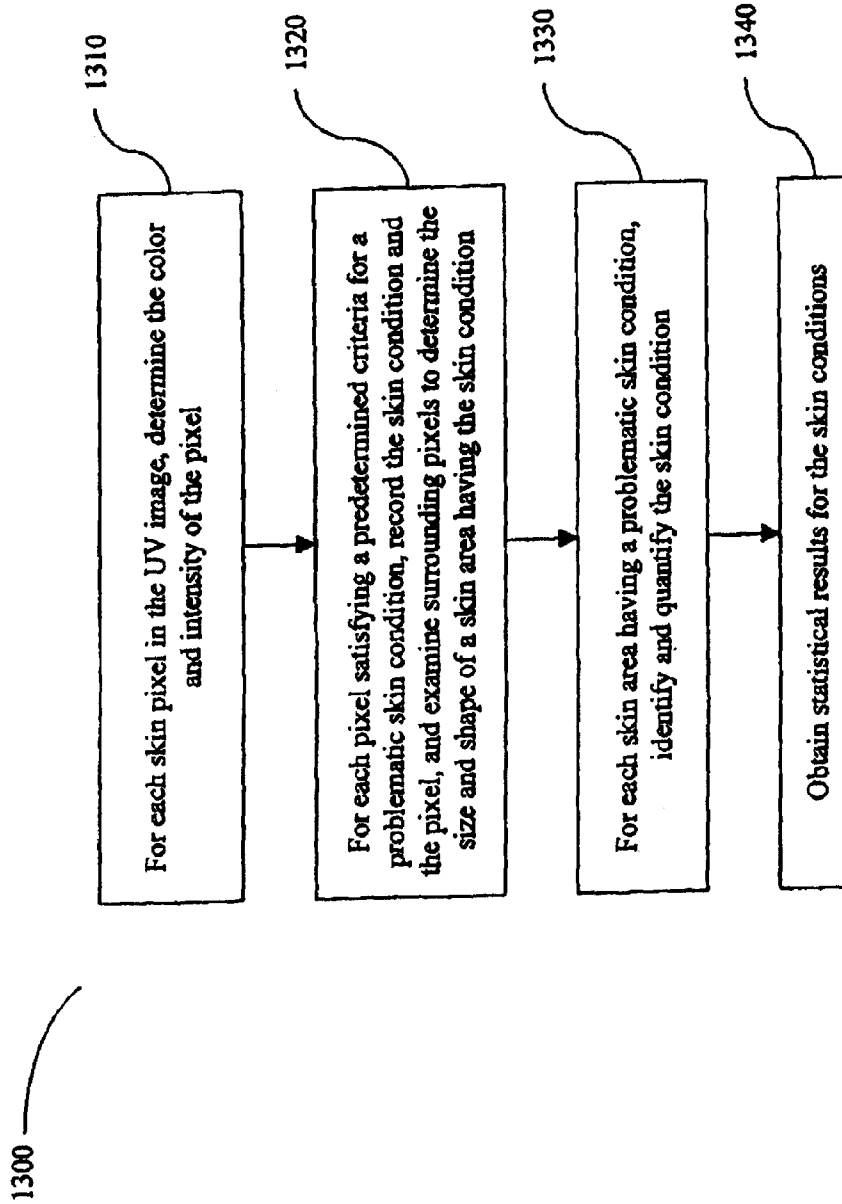 1300
1310
For each skin pixel in the UV image, determine the color
and intensity of the pixel
1320
For each pixel satisfying a predetermined criteria for a
problematic skin condition, record the skin condition and
the pixel, and examine surrounding pixels to determine the
size and shape of a skin area having the skin condition
1330
For each skin area having a problematic skin condition,
identify and quantify the skin condition
1340
Obtain statistical results for the skin conditions